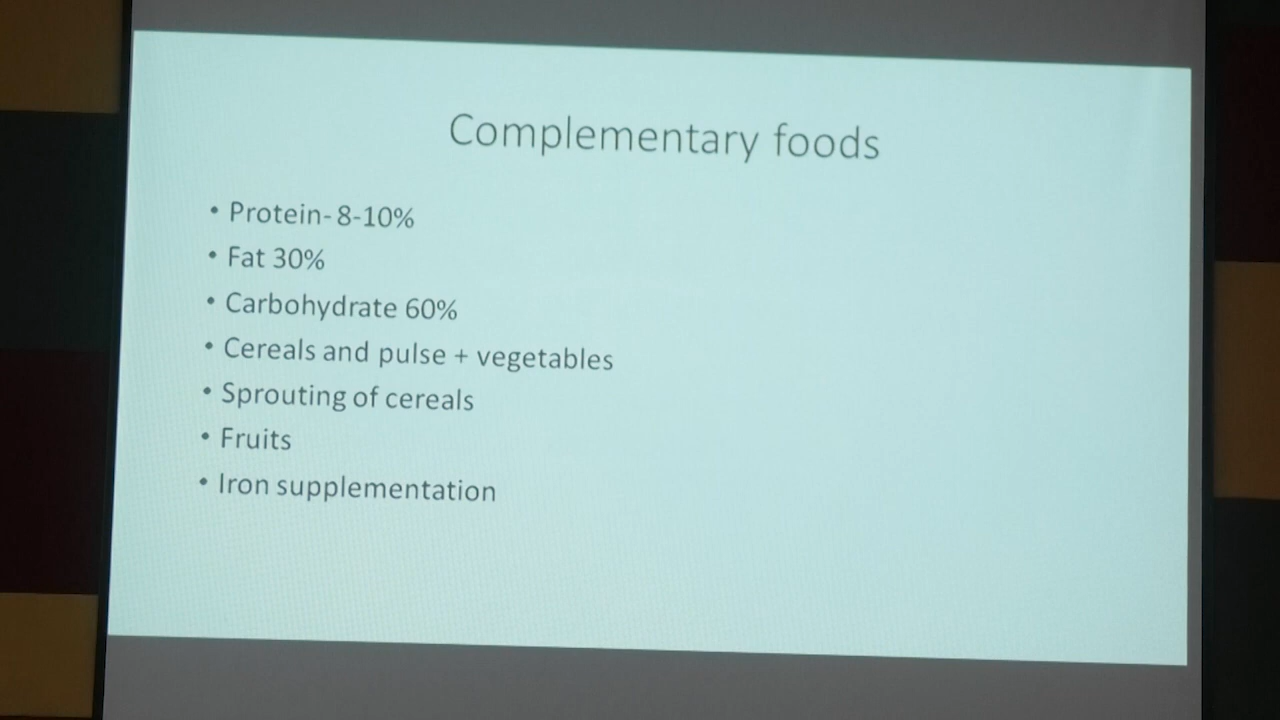 Complementary foods
• Protein- 8-10%
• Fat 30%
• Carbohydrate 60%
• Cereals and pulse + vegetables
• Sprouting of cereals
• Fruits
• Iron supplementation